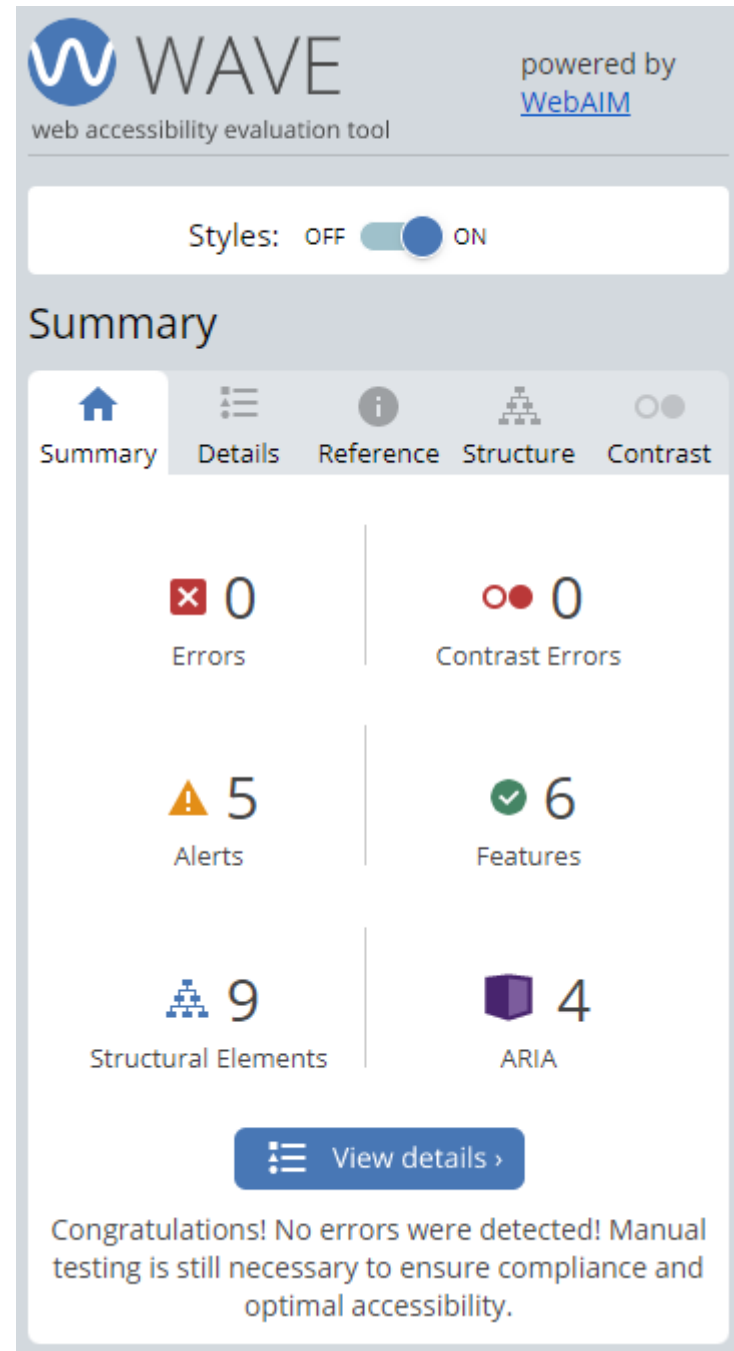 WAVE
powered by
WebAIM
web accessibility evaluation tool
Styles: OFF ON
Summary
Summary Details Reference Structure Contrast
0 0
Errors Contrast Errors
5 6
Alerts Features
9 4
Structural Elements ARIA
View details ›
Congratulations! No errors were detected! Manual
testing is still necessary to ensure compliance and
optimal accessibility.